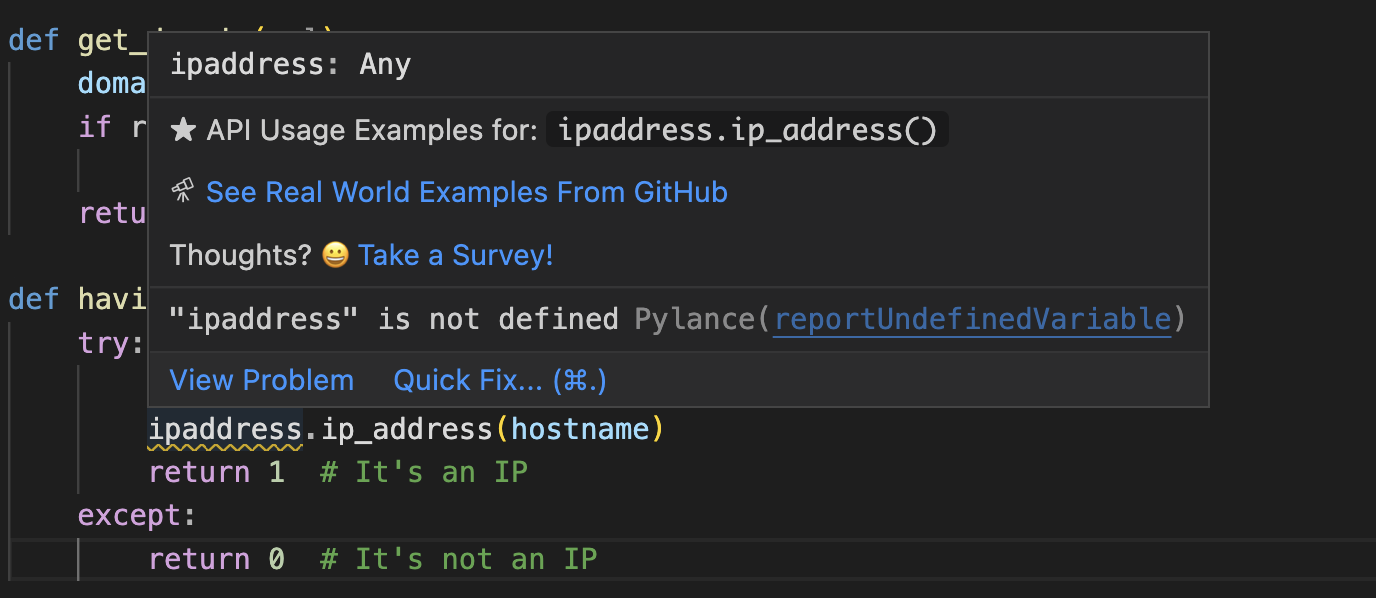 def get_
ipaddress: Any
doma
★ API Usage Examples for: ipaddress.ip_address()
if r
See Real World Examples From GitHub
retu
Thoughts? 😀 Take a Survey!
def havi
"ipaddress" is not defined Pylance(reportUndefinedVariable)
try:
View Problem Quick Fix... (⌘.)
ipaddress.ip_address(hostname)
return 1 # It's an IP
except:
return 0 # It's not an IP